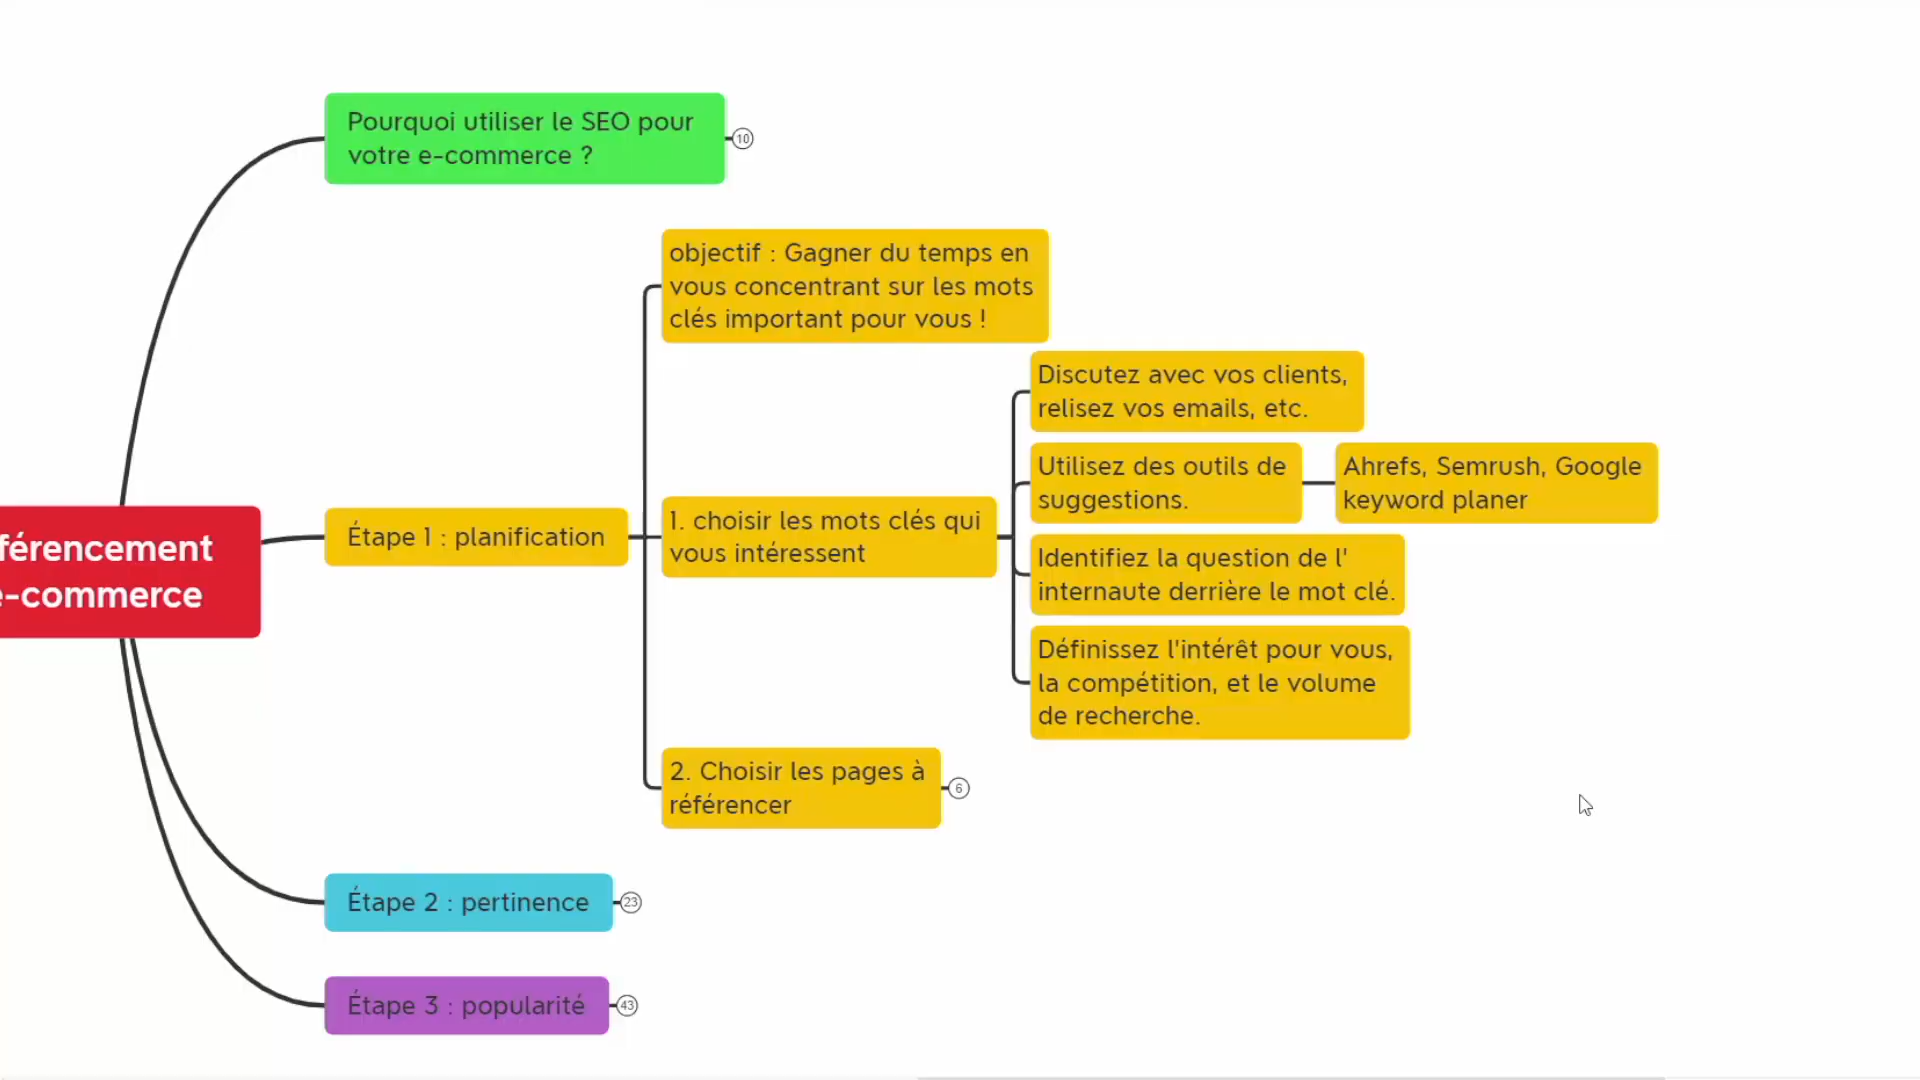 Pourquoi utiliser le SEO pour
votre e-commerce ?
10
objectif : Gagner du temps en
vous concentrant sur les mots
clés important pour vous !
Discutez avec vos clients,
relisez vos emails, etc.
Utilisez des outils de
suggestions.
Ahrefs, Semrush, Google
keyword planer
férencement
e-commerce
Étape 1 : planification
1. choisir les mots clés qui
vous intéressent
Identifiez la question de l'
internaute derrière le mot clé.
Définissez l'intérêt pour vous,
la compétition, et le volume
de recherche.
2. Choisir les pages à
référencer
6
Étape 2 : pertinence
23
Étape 3 : popularité
43